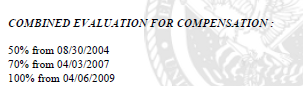 COMBINED EVALUATION FOR COMPENSATION :
50% from 08/30/2004
70% from 04/03/2007
100% from 04/06/2009